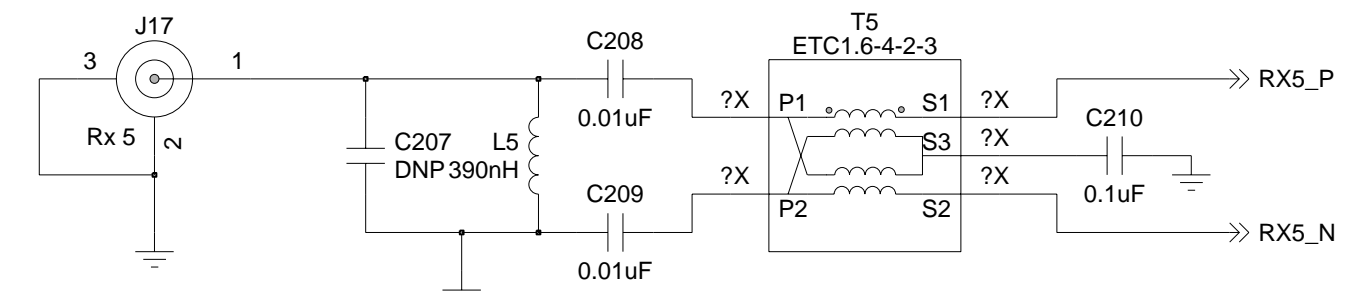 J17
3
1
Rx 5
2
C207
DNP
L5
390nH
C208
0.01uF
C209
0.01uF
T5
ETC1.6-4-2-3
?X
P1
S1
?X
S3
?X
?X
P2
S2
?X
C210
0.1uF
RX5_P
RX5_N